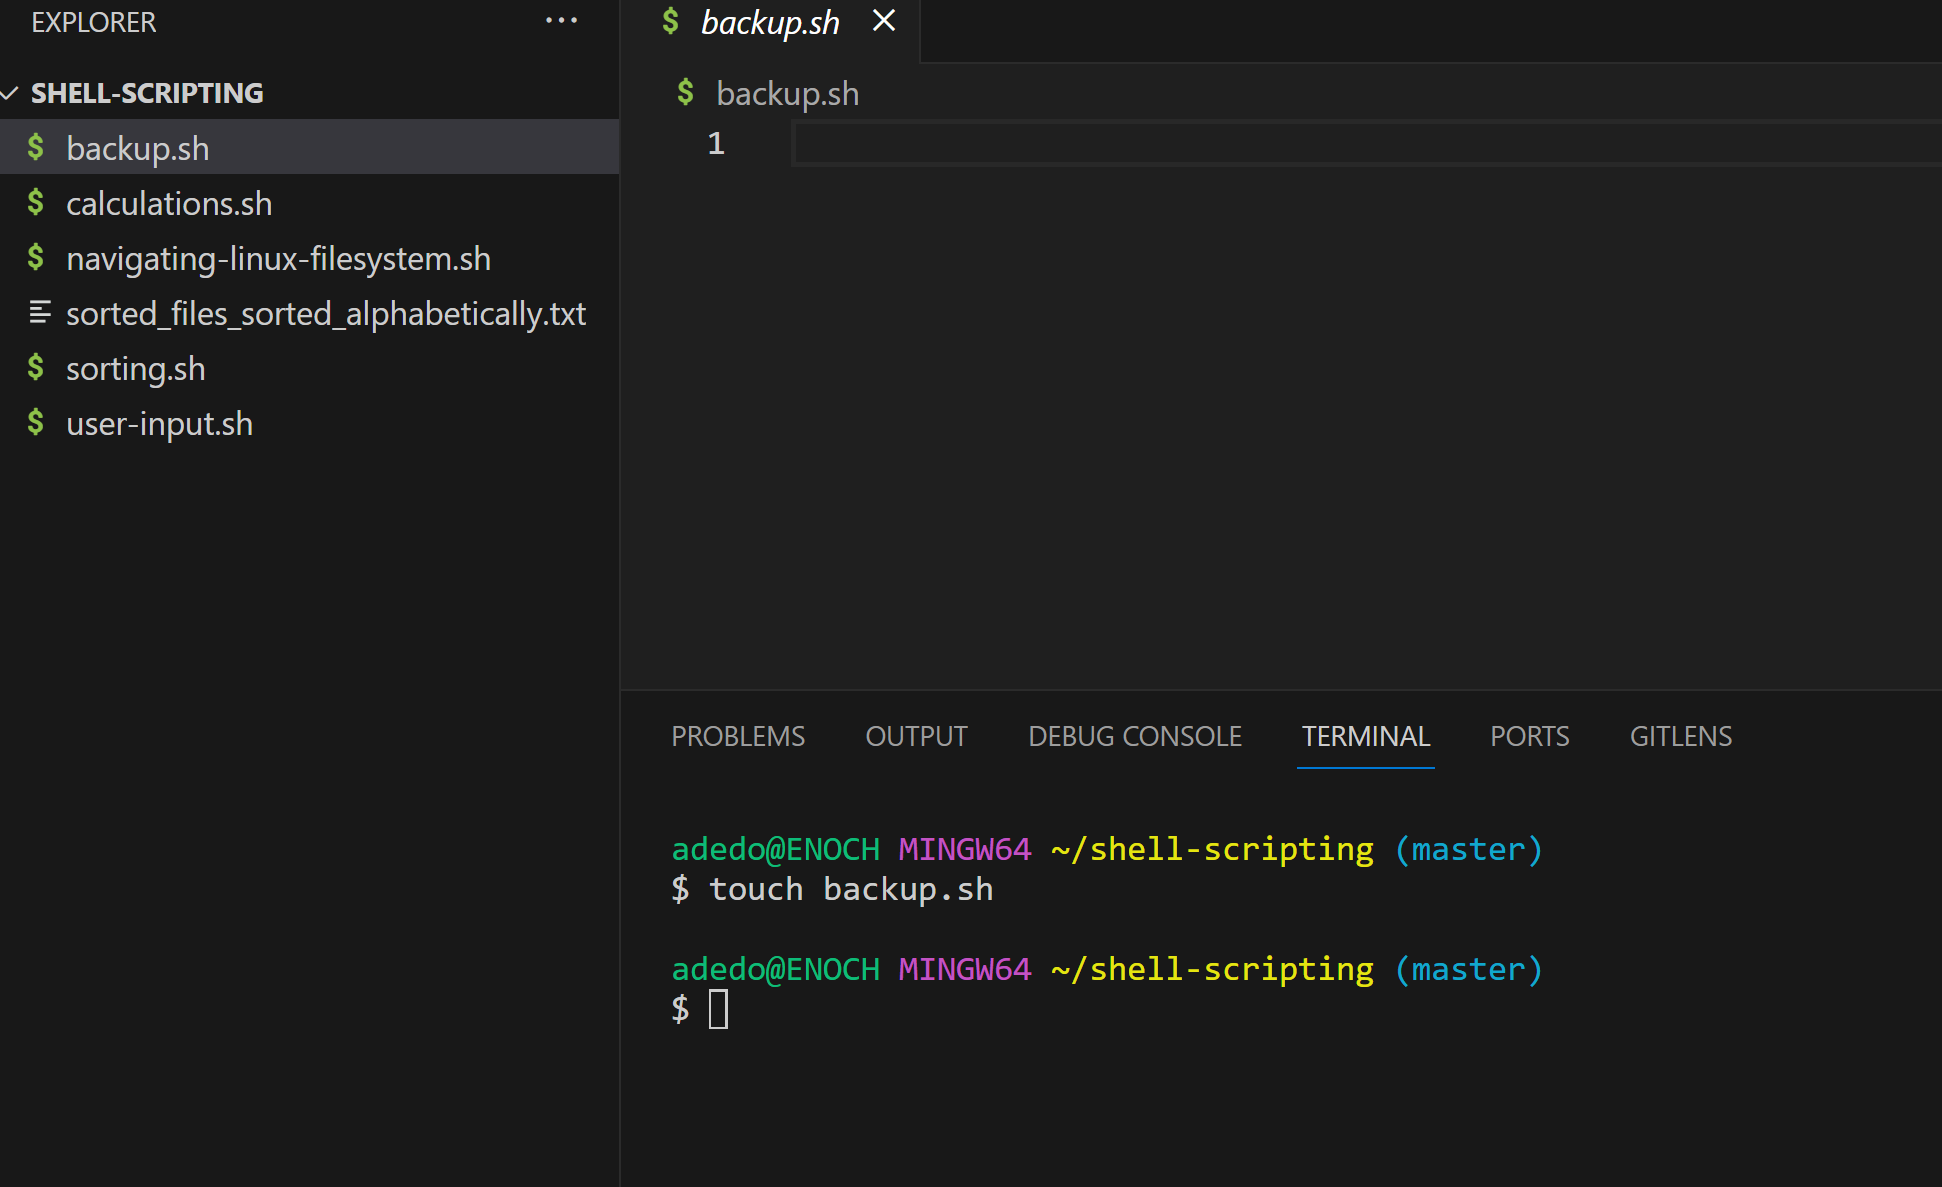 EXPLORER ···
SHELL-SCRIPTING
$ backup.sh
$ calculations.sh
$ navigating-linux-filesystem.sh
sorted_files_sorted_alphabetically.txt
$ sorting.sh
$ user-input.sh
$ backup.sh
$ backup.sh
1
PROBLEMS OUTPUT DEBUG CONSOLE TERMINAL PORTS GITLENS
adedo@ENOCH MINGW64 ~/shell-scripting (master)
$ touch backup.sh
adedo@ENOCH MINGW64 ~/shell-scripting (master)
$